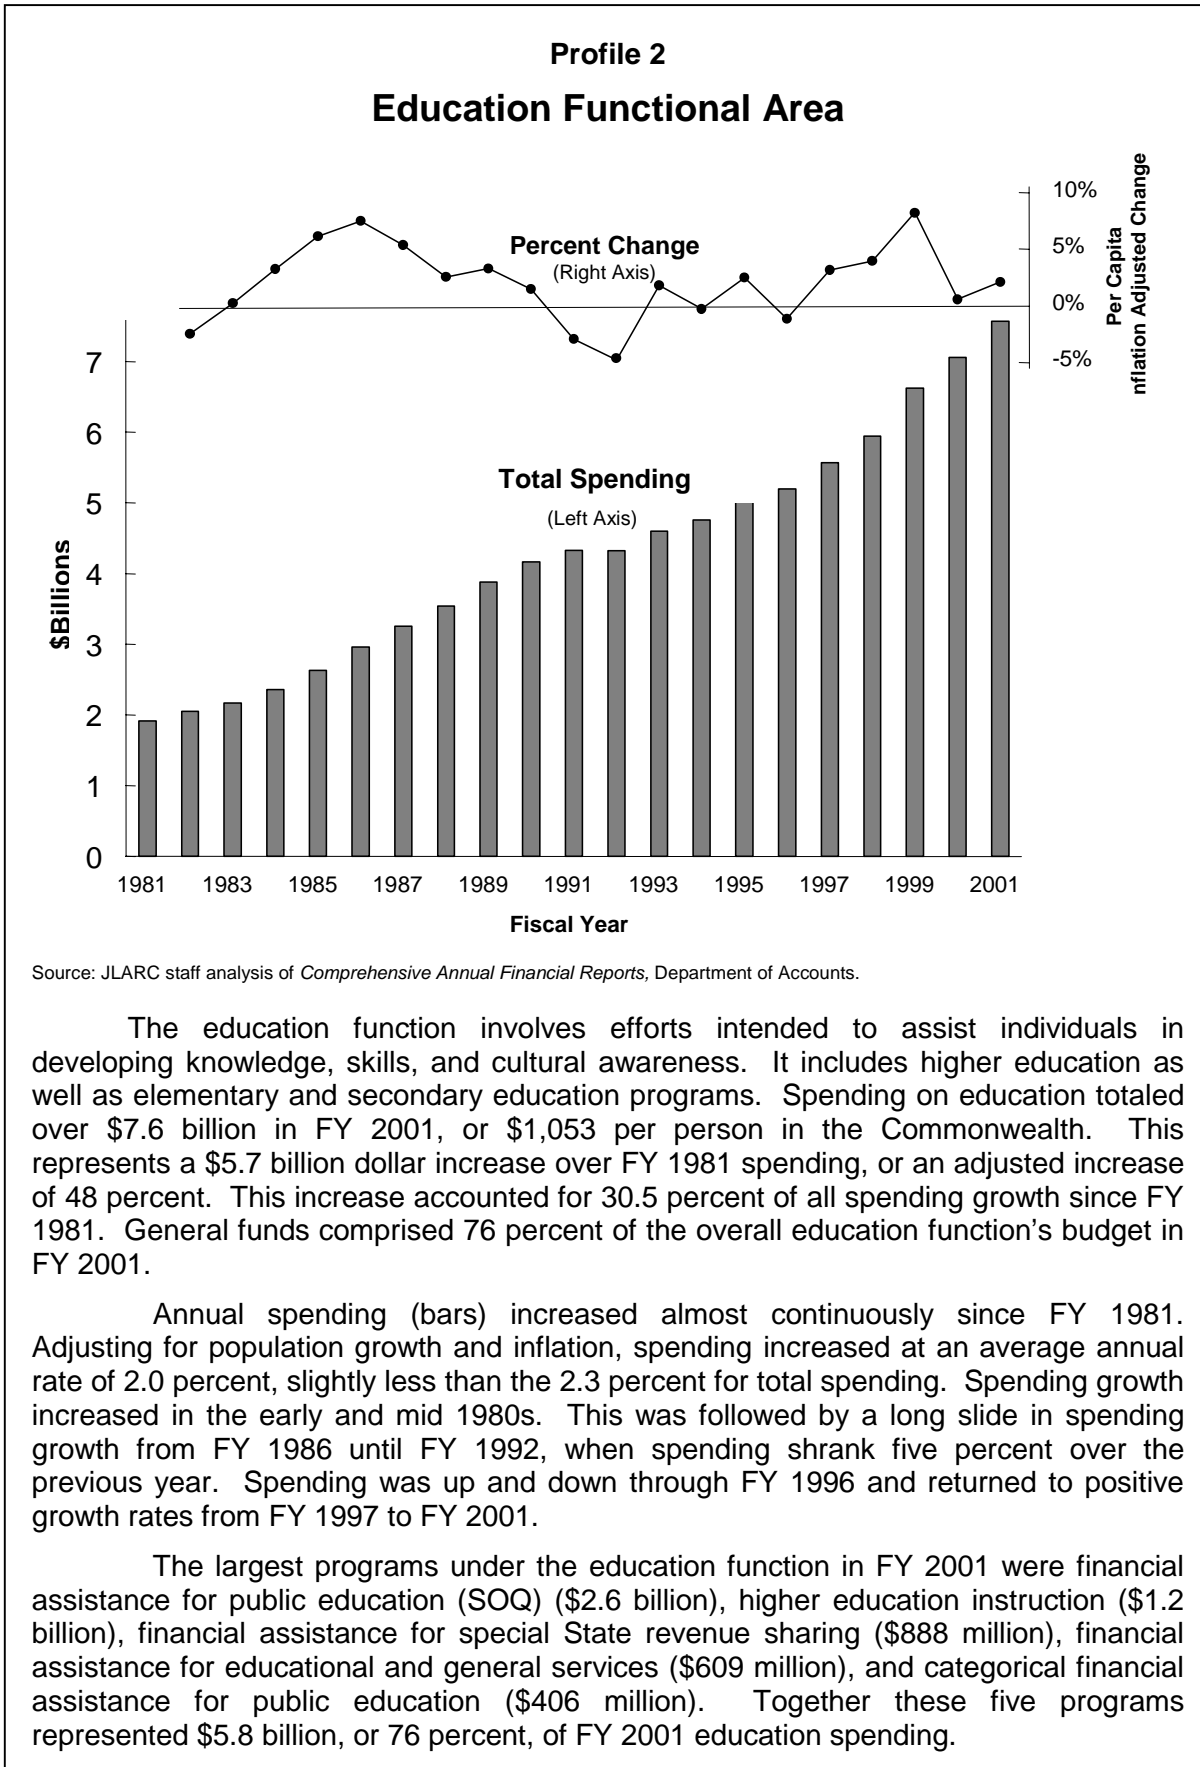 Profile 2
Education Functional Area
Percent Change
(Right Axis)
10%
5%
0%
-5%
Per Capita
nflation Adjusted Change
7
6
5
4
3
2
1
0
$Billions
Total Spending
(Left Axis)
1981 1983 1985 1987 1989 1991 1993 1995 1997 1999 2001
Fiscal Year
Source: JLARC staff analysis of Comprehensive Annual Financial Reports, Department of Accounts.
The education function involves efforts intended to assist individuals in
developing knowledge, skills, and cultural awareness. It includes higher education as
well as elementary and secondary education programs. Spending on education totaled
over $7.6 billion in FY 2001, or $1,053 per person in the Commonwealth. This
represents a $5.7 billion dollar increase over FY 1981 spending, or an adjusted increase
of 48 percent. This increase accounted for 30.5 percent of all spending growth since FY
1981. General funds comprised 76 percent of the overall education function’s budget in
FY 2001.
Annual spending (bars) increased almost continuously since FY 1981.
Adjusting for population growth and inflation, spending increased at an average annual
rate of 2.0 percent, slightly less than the 2.3 percent for total spending. Spending growth
increased in the early and mid 1980s. This was followed by a long slide in spending
growth from FY 1986 until FY 1992, when spending shrank five percent over the
previous year. Spending was up and down through FY 1996 and returned to positive
growth rates from FY 1997 to FY 2001.
The largest programs under the education function in FY 2001 were financial
assistance for public education (SOQ) ($2.6 billion), higher education instruction ($1.2
billion), financial assistance for special State revenue sharing ($888 million), financial
assistance for educational and general services ($609 million), and categorical financial
assistance for public education ($406 million). Together these five programs
represented $5.8 billion, or 76 percent, of FY 2001 education spending.